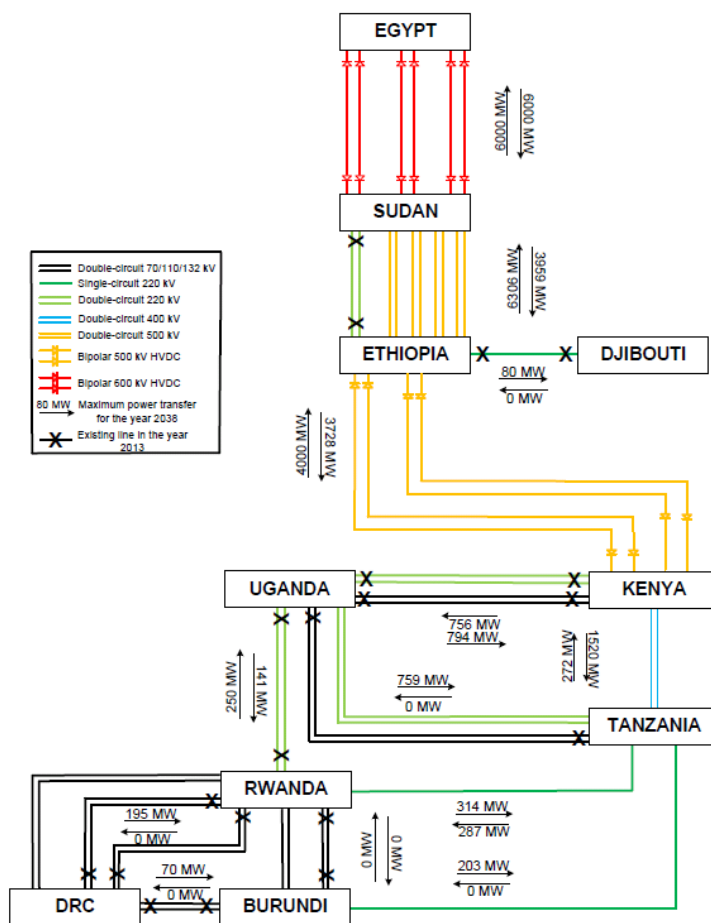 EGYPT
6000 MW
6000 MW
SUDAN
Double-circuit 70/110/132 kV
Single-circuit 220 kV
Double-circuit 220 kV
Double-circuit 400 kV
Double-circuit 500 kV
Bipolar 500 kV HVDC
Bipolar 600 kV HVDC
80 MW
Maximum power transfer
for the year 2038
X
Existing line in the year
2013
X
X
6306 MW
3959 MW
ETHIOPIA
X
X
DJIBOUTI
80 MW
0 MW
4000 MW
3728 MW
UGANDA
X
X
X
X
KENYA
756 MW
794 MW
X
X
250 MW
141 MW
272 MW
1520 MW
759 MW
0 MW
TANZANIA
X
X
RWANDA
X
X
X
195 MW
0 MW
0 MW
0 MW
314 MW
287 MW
X
X
X
70 MW
0 MW
203 MW
0 MW
DRC
X
X
BURUNDI